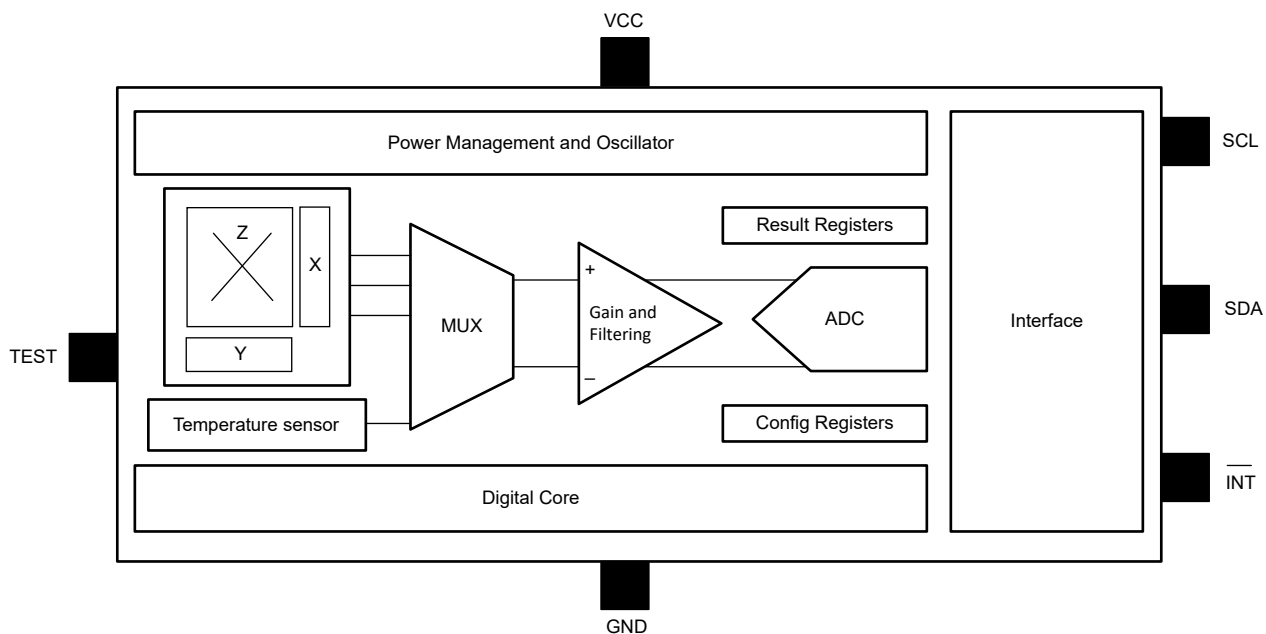 VCC
Power Management and Oscillator
SCL
Z
X
Y
TEST
Temperature sensor
MUX
+
Gain and
Filtering
–
Result Registers
ADC
Config Registers
Interface
SDA
INT
Digital Core
GND